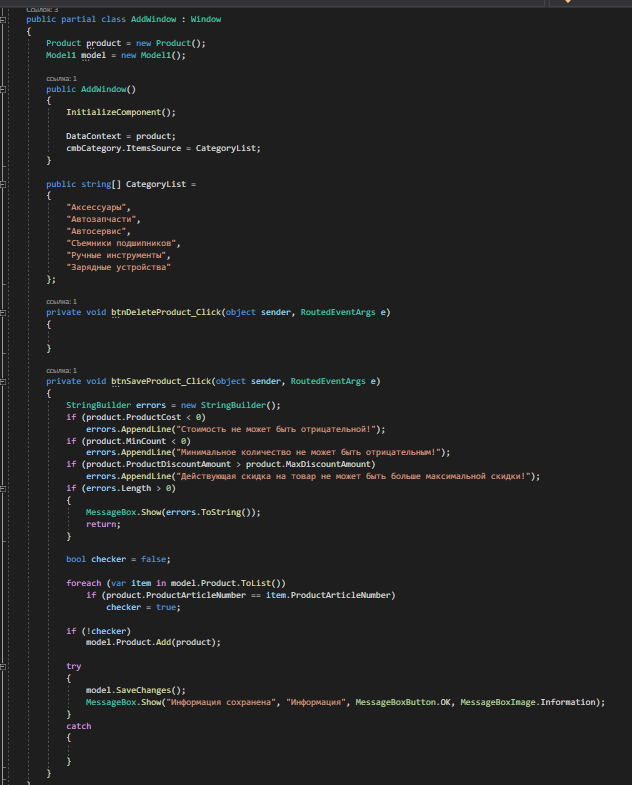 Ссылок: 3
public partial class AddWindow : Window
{
Product product = new Product();
Model1 model = new Model1();
ссылка: 1
public AddWindow()
{
InitializeComponent();
DataContext = product;
cmbCategory.ItemsSource = CategoryList;
}
public string[] CategoryList =
{
"Аксессуары",
"Автозапчасти",
"Автосервис",
"Съемники подшипников",
"Ручные инструменты",
"Зарядные устройства"
};
ссылка: 1
private void btnDeleteProduct_Click(object sender, RoutedEventArgs e)
{
}
ссылка: 1
private void btnSaveProduct_Click(object sender, RoutedEventArgs e)
{
StringBuilder errors = new StringBuilder();
if (product.ProductCost < 0)
errors.AppendLine("Стоимость не может быть отрицательной!");
if (product.MinCount < 0)
errors.AppendLine("Минимальное количество не может быть отрицательным!");
if (product.ProductDiscountAmount > product.MaxDiscountAmount)
errors.AppendLine("Действующая скидка на товар не может быть больше максимальной скидки!");
if (errors.Length > 0)
{
MessageBox.Show(errors.ToString());
return;
}
bool checker = false;
foreach (var item in model.Product.ToList())
if (product.ProductArticleNumber == item.ProductArticleNumber)
checker = true;
if (!checker)
model.Product.Add(product);
try
{
model.SaveChanges();
MessageBox.Show("Информация сохранена", "Информация", MessageBoxButton.OK, MessageBoxImage.Information);
}
catch
{
}
}
}